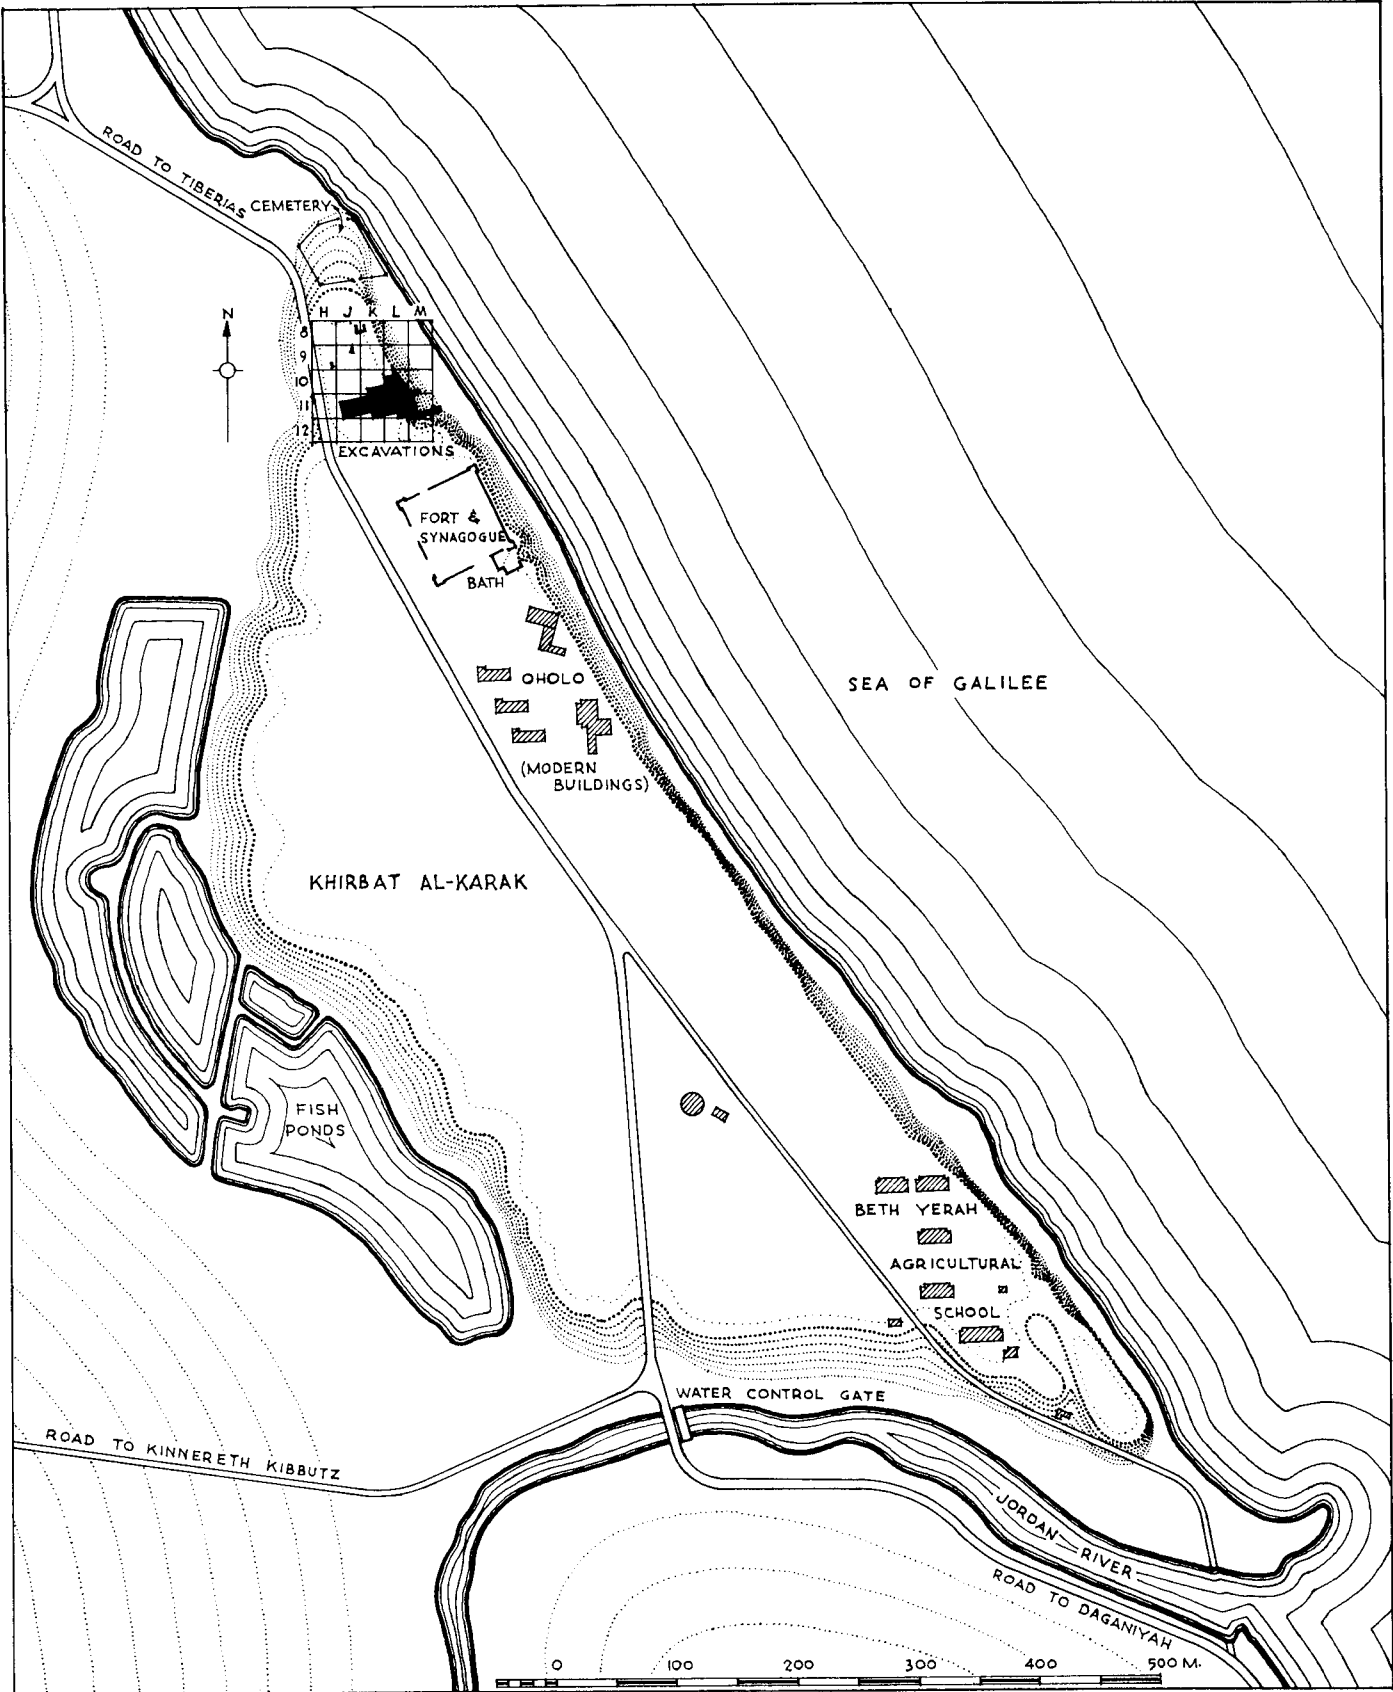 ROAD TO TIBERIAS
CEMETERY
N
H J K L M
8
9
10
11
12
EXCAVATIONS
FORT &
SYNAGOGUE
BATH
OHOLO
(MODERN
BUILDINGS)
SEA OF GALILEE
KHIRBAT AL-KARAK
FISH
PONDS
BETH YERAH
AGRICULTURAL
SCHOOL
WATER CONTROL GATE
ROAD TO KINNERETH KIBBUTZ
JORDAN RIVER
ROAD TO DAGANIYAH
0 100 200 300 400 500 M.